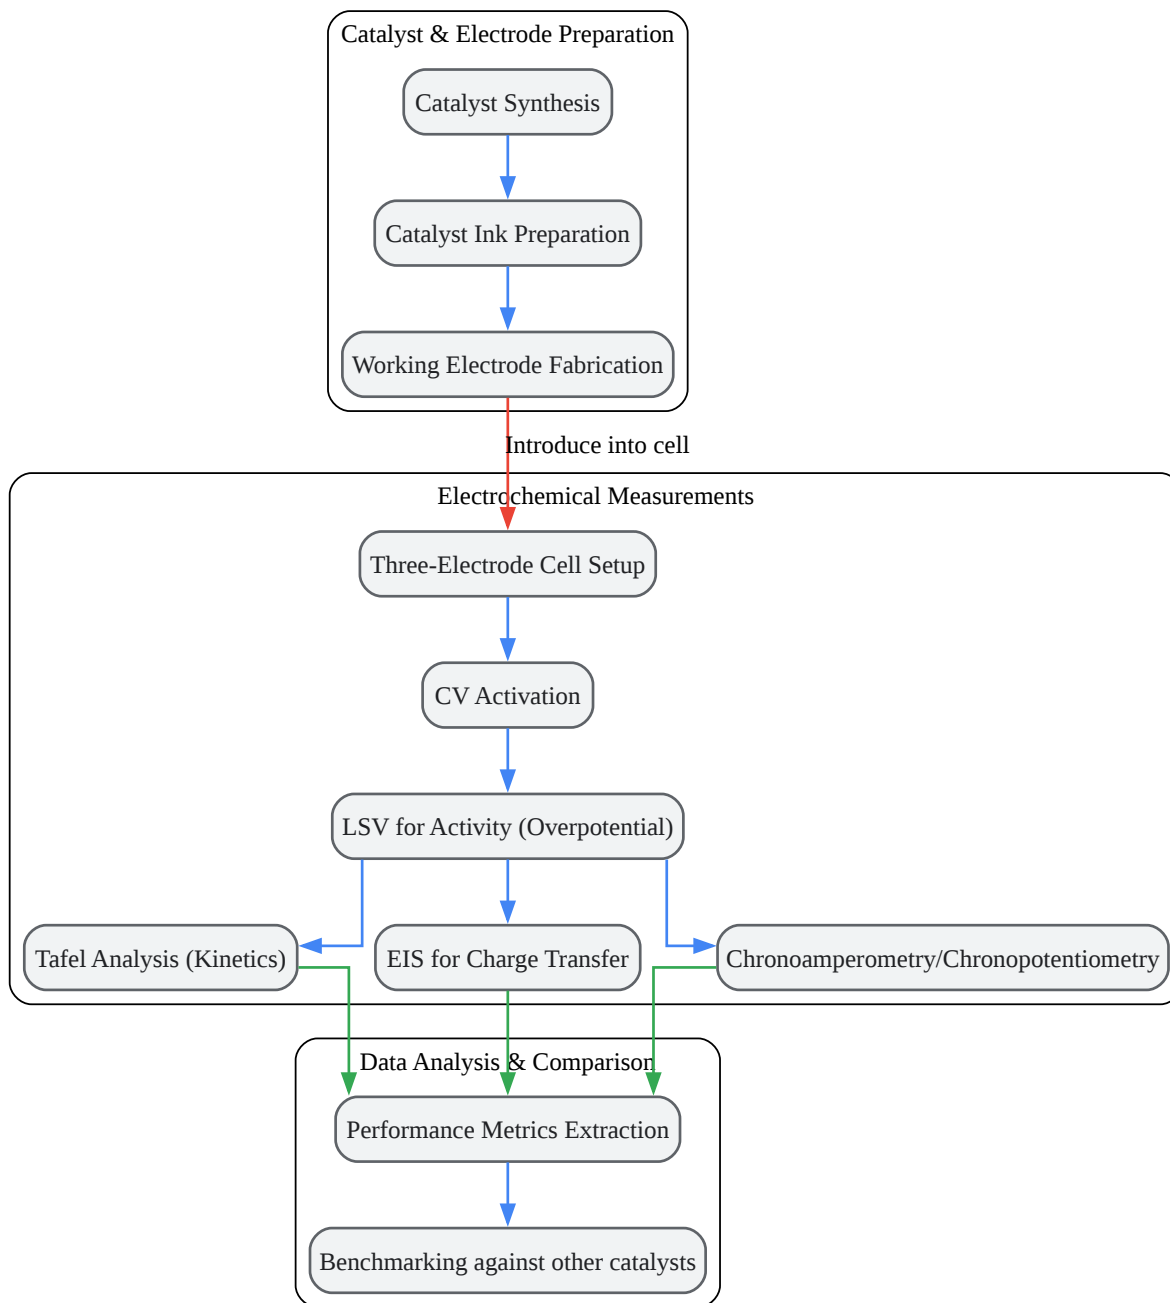 Catalyst & Electrode Preparation
Catalyst Synthesis
Catalyst Ink Preparation
Working Electrode Fabrication
Introduce into cell
Electrochemical Measurements
Three-Electrode Cell Setup
CV Activation
LSV for Activity (Overpotential)
Tafel Analysis (Kinetics)
EIS for Charge Transfer
Chronoamperometry/Chronopotentiometry
Data Analysis & Comparison
Performance Metrics Extraction
Benchmarking against other catalysts